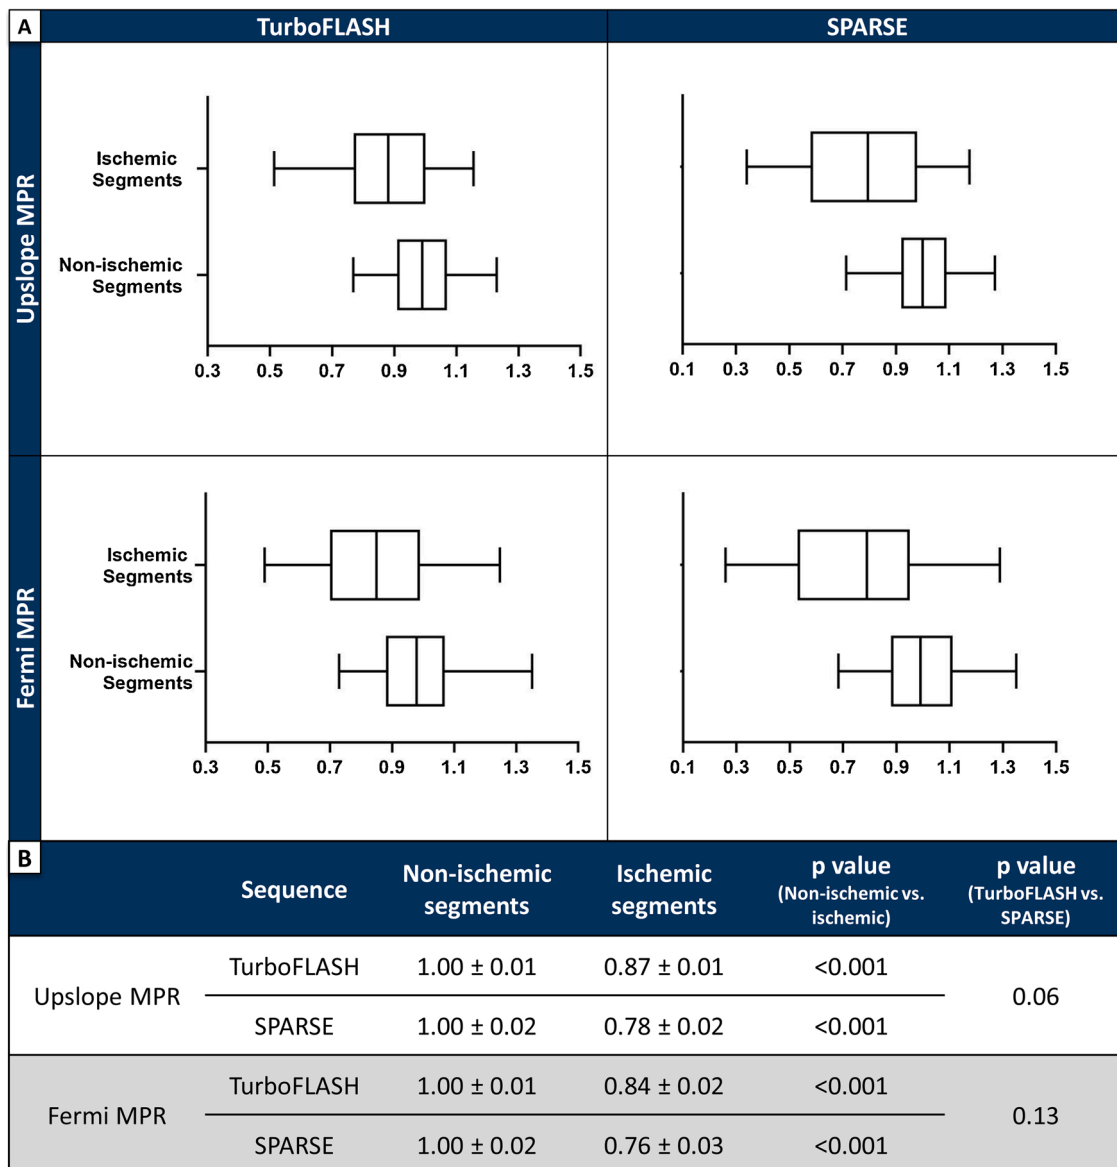 A
TurboFLASH
SPARSE
Upslope MPR
Ischemic
Segments
Non-ischemic
Segments
0.3 0.5 0.7 0.9 1.1 1.3 1.5
0.1 0.3 0.5 0.7 0.9 1.1 1.3 1.5
Fermi MPR
Ischemic
Segments
Non-ischemic
Segments
0.3 0.5 0.7 0.9 1.1 1.3 1.5
0.1 0.3 0.5 0.7 0.9 1.1 1.3 1.5
B
Sequence
Non-ischemic
segments
Ischemic
segments
p value
(Non-ischemic vs.
ischemic)
p value
(TurboFLASH vs.
SPARSE)
Upslope MPR
TurboFLASH 1.00 ± 0.01 0.87 ± 0.01 <0.001
0.06
SPARSE 1.00 ± 0.02 0.78 ± 0.02 <0.001
Fermi MPR
TurboFLASH 1.00 ± 0.01 0.84 ± 0.02 <0.001
0.13
SPARSE 1.00 ± 0.02 0.76 ± 0.03 <0.001